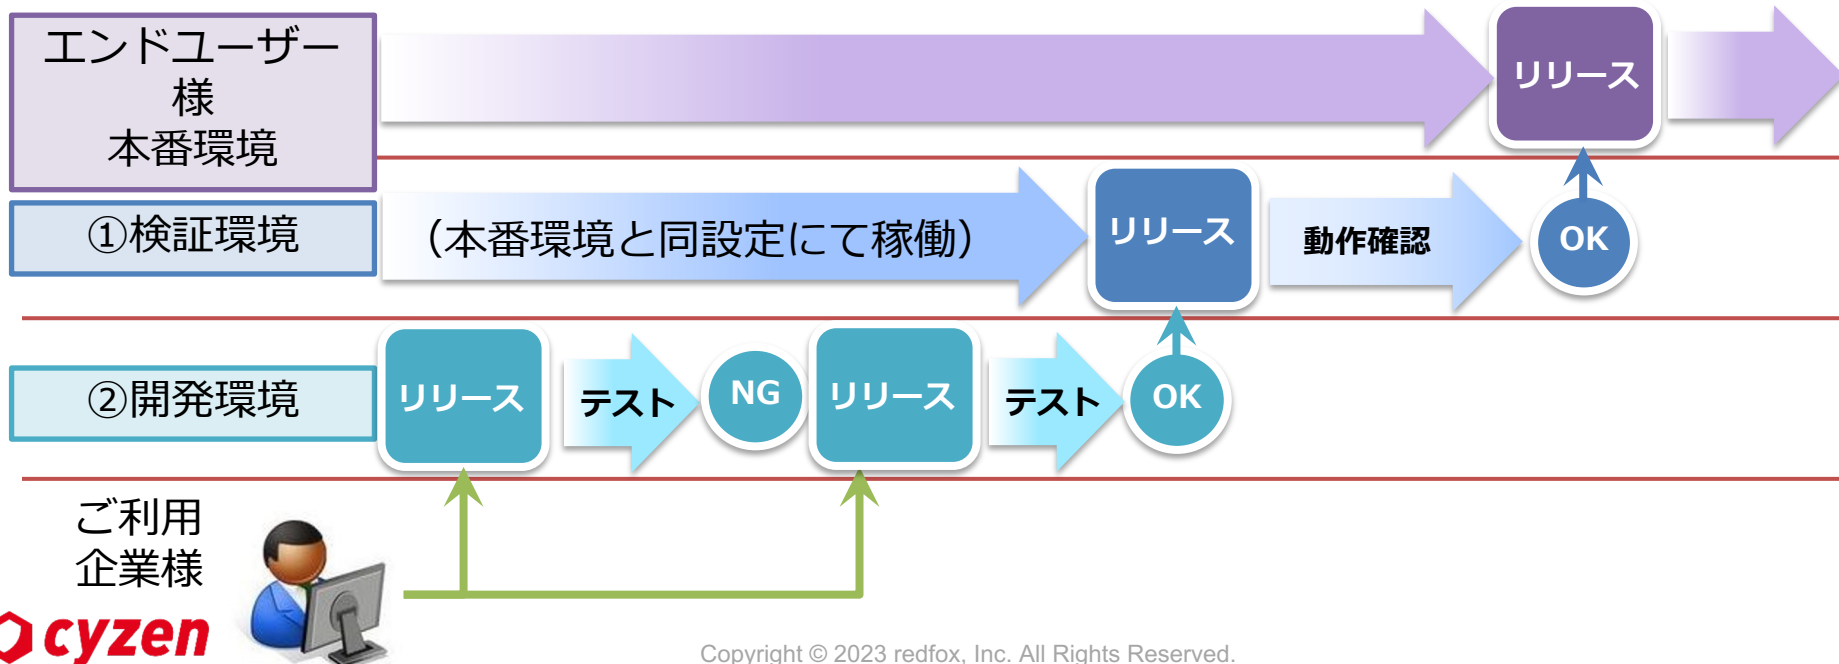 エンドユーザー
様
本番環境
リリース
①検証環境
（本番環境と同設定にて稼働）
リリース
動作確認
OK
②開発環境
リリース
テスト
NG
リリース
テスト
OK
ご利用
企業様
cyzen
Copyright © 2023 redfox, Inc. All Rights Reserved.